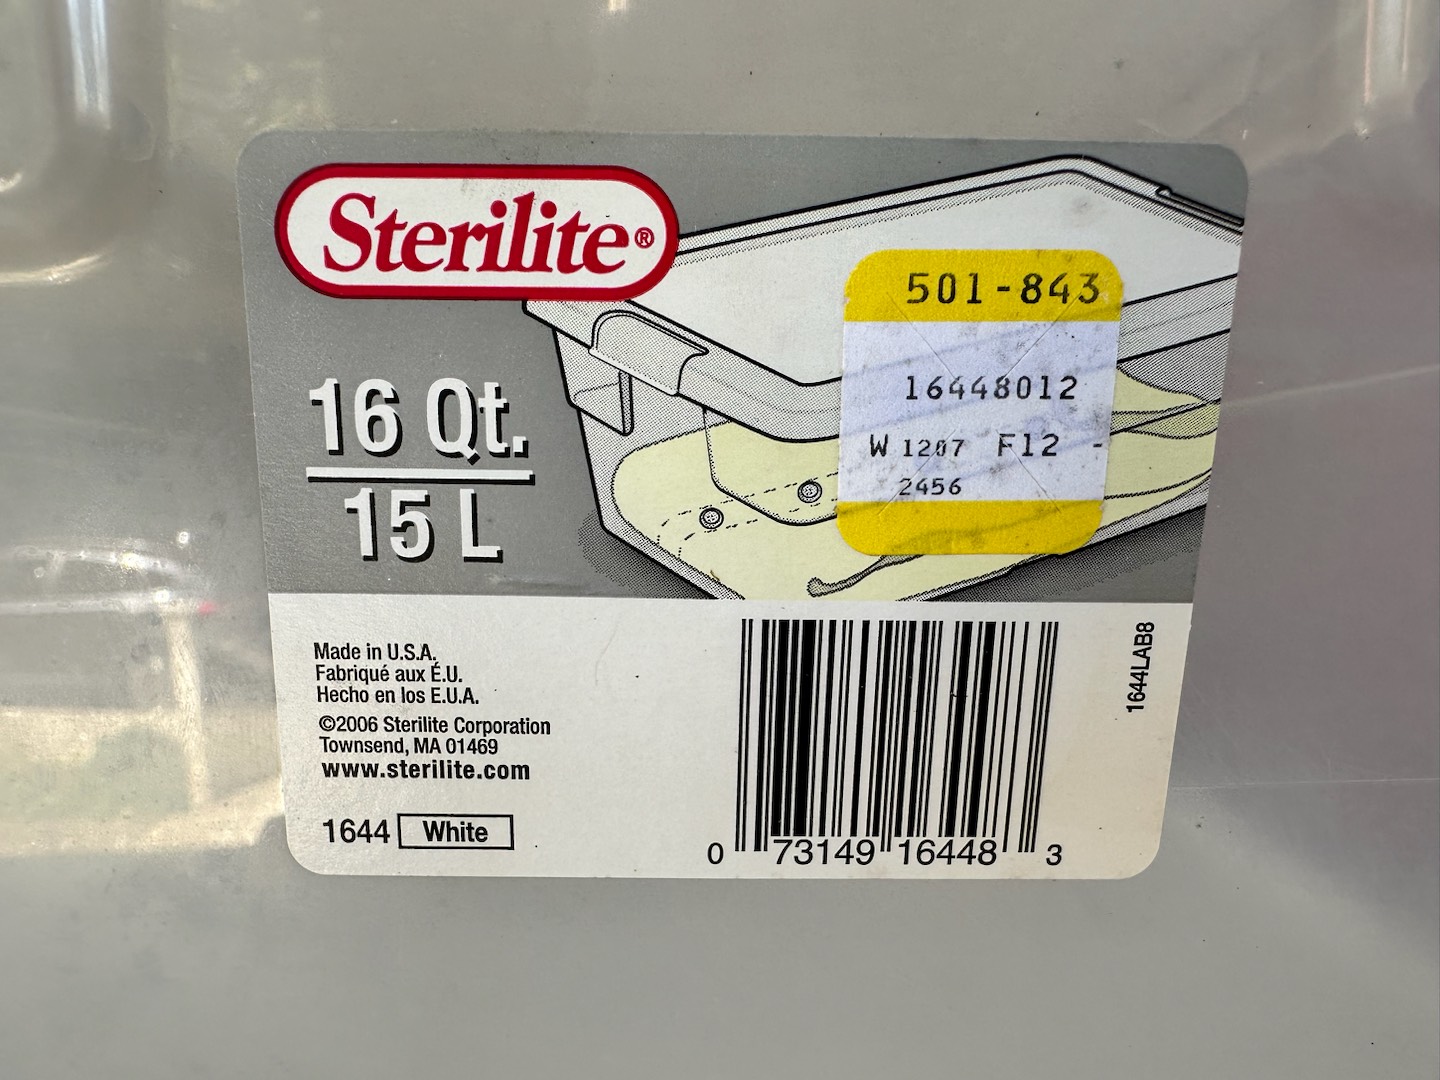 Sterilite®
16 Qt.
15 L
501-843
16448012
W 1207 F12 -
2456
Made in U.S.A.
Fabriqué aux É.U.
Hecho en los E.U.A.
©2006 Sterilite Corporation
Townsend, MA 01469
www.sterilite.com
1644 White
0 73149 16448 3
1644LAB8